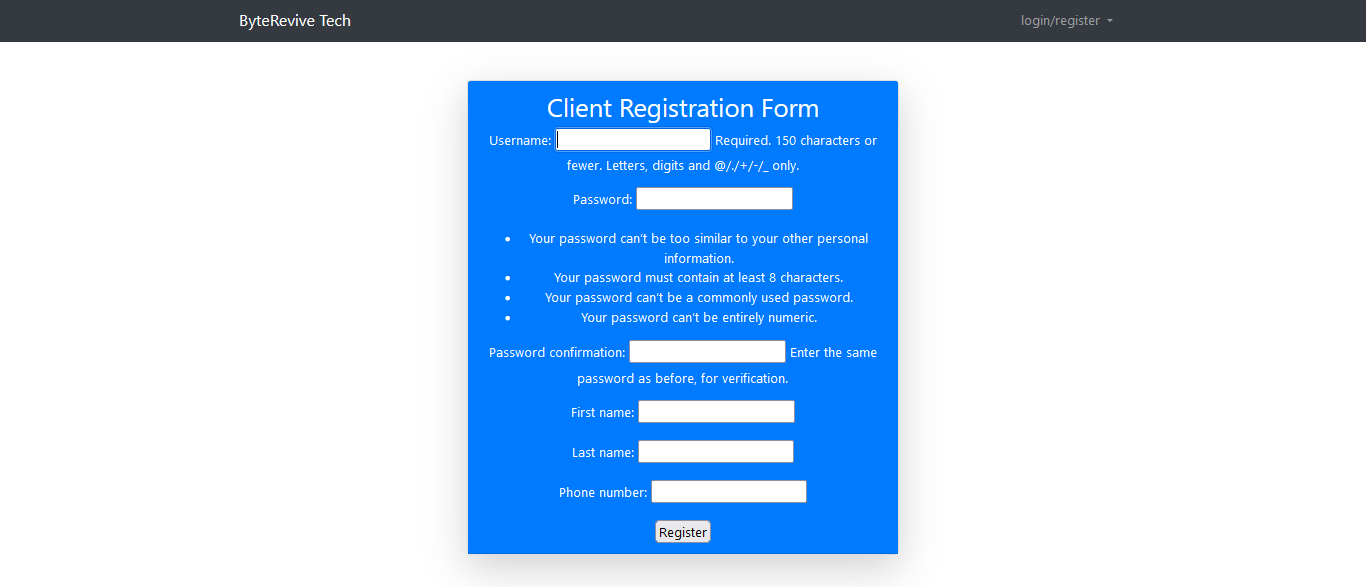 ByteRevive Tech login/register
Client Registration Form
Username: Required. 150 characters or
fewer. Letters, digits and @/./+/-/_ only.
Password:
Your password can't be too similar to your other personal
information.
Your password must contain at least 8 characters.
Your password can't be a commonly used password.
Your password can't be entirely numeric.
Password confirmation: Enter the same
password as before, for verification.
First name:
Last name:
Phone number:
Register